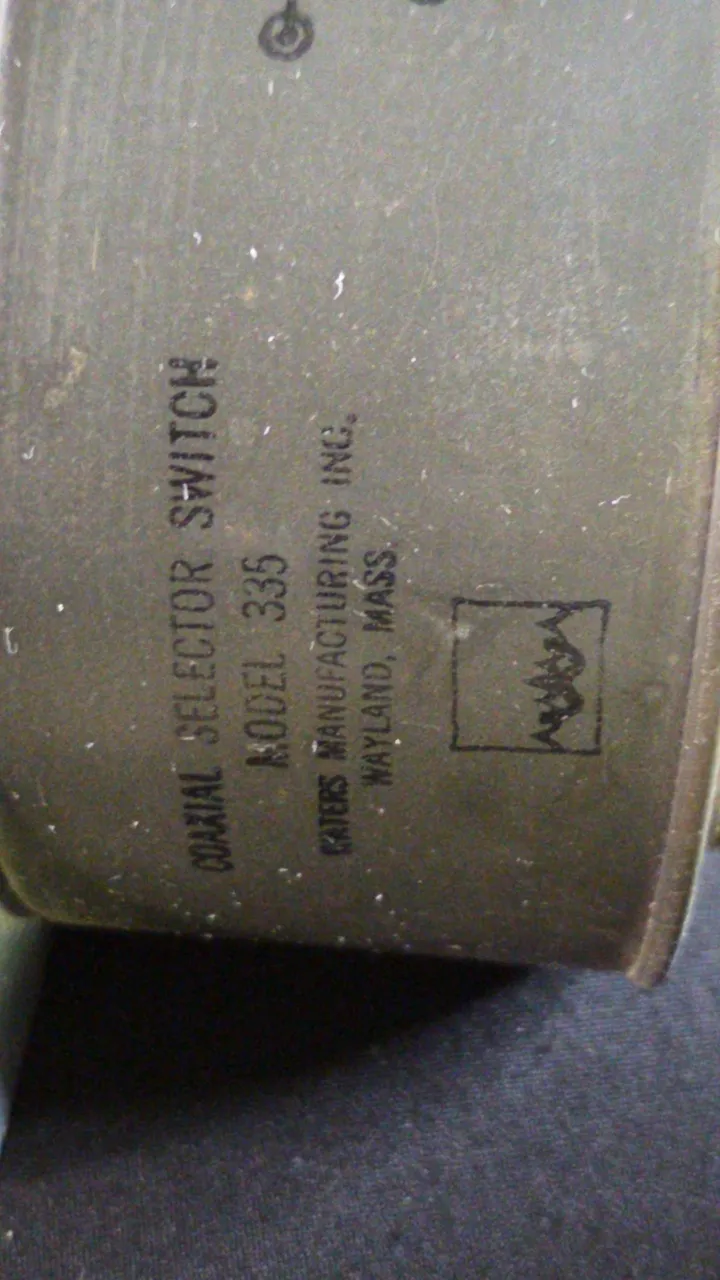 COAXIAL SELECTOR SWITCH
MODEL 335
WATERS MANUFACTURING INC.
WAYLAND, MASS.